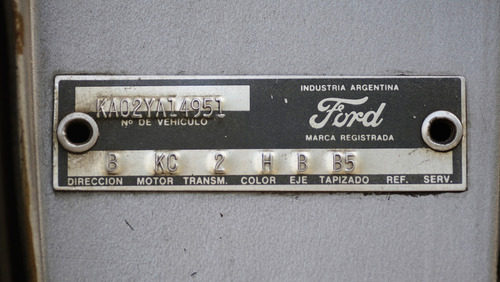 INDUSTRIA ARGENTINA
KA02YA14951
Nº DE VEHICULO
Ford
MARCA REGISTRADA
B KC 2 H B B5
DIRECCION MOTOR TRANSM. COLOR EJE TAPIZADO REF. SERV.